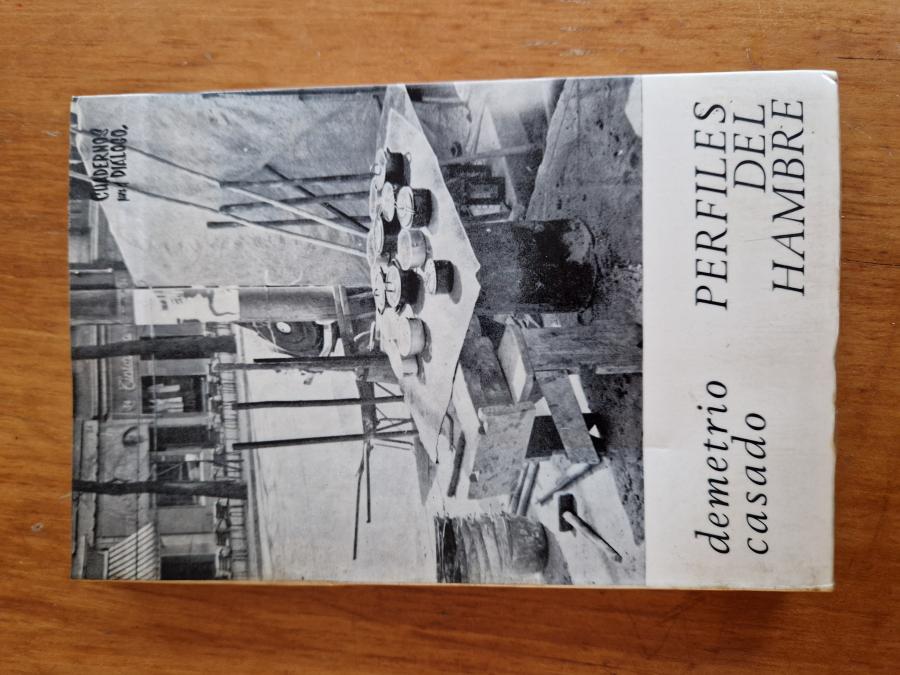 CUADERNOS
para el DIALOGO,
demetrio
casado
PERFILES
DEL
HAMBRE